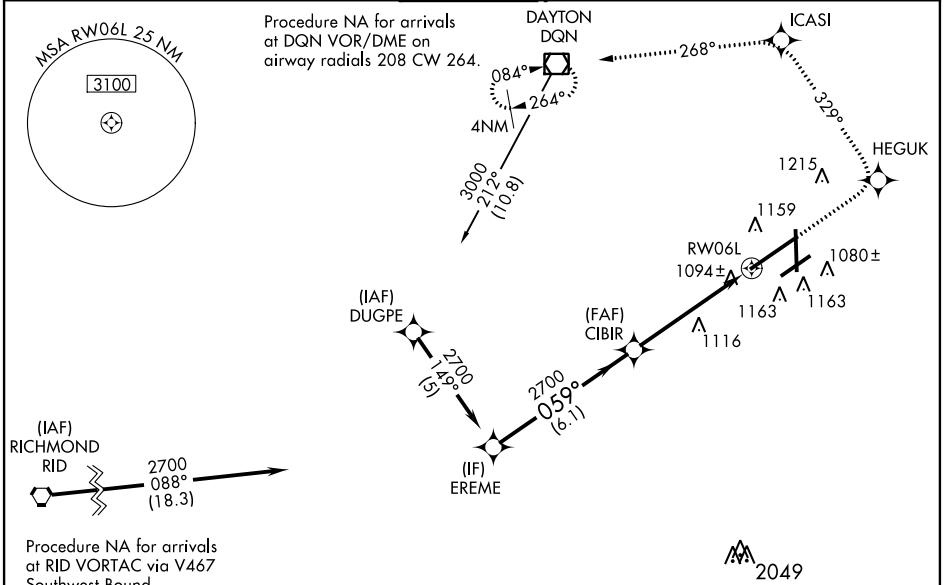 MSA RW06L 25 NM
3100
Procedure NA for arrivals
at DQN VOR/DME on
airway radials 208 CW 264.
DAYTON
DQN
ICASI
268°
084°
264°
4NM
329°
HEGUK
3000
212°
(10.8)
1215
1159
RW06L
1094±
1080±
1163
1163
1116
(IAF)
DUGPE
(FAF)
CIBIR
2700
149°
(5)
2700
059°
(6.1)
(IF)
EREME
(IAF)
RICHMOND
RID
2700
088°
(18.3)
Procedure NA for arrivals
at RID VORTAC via V467
Southwest Bound
2049